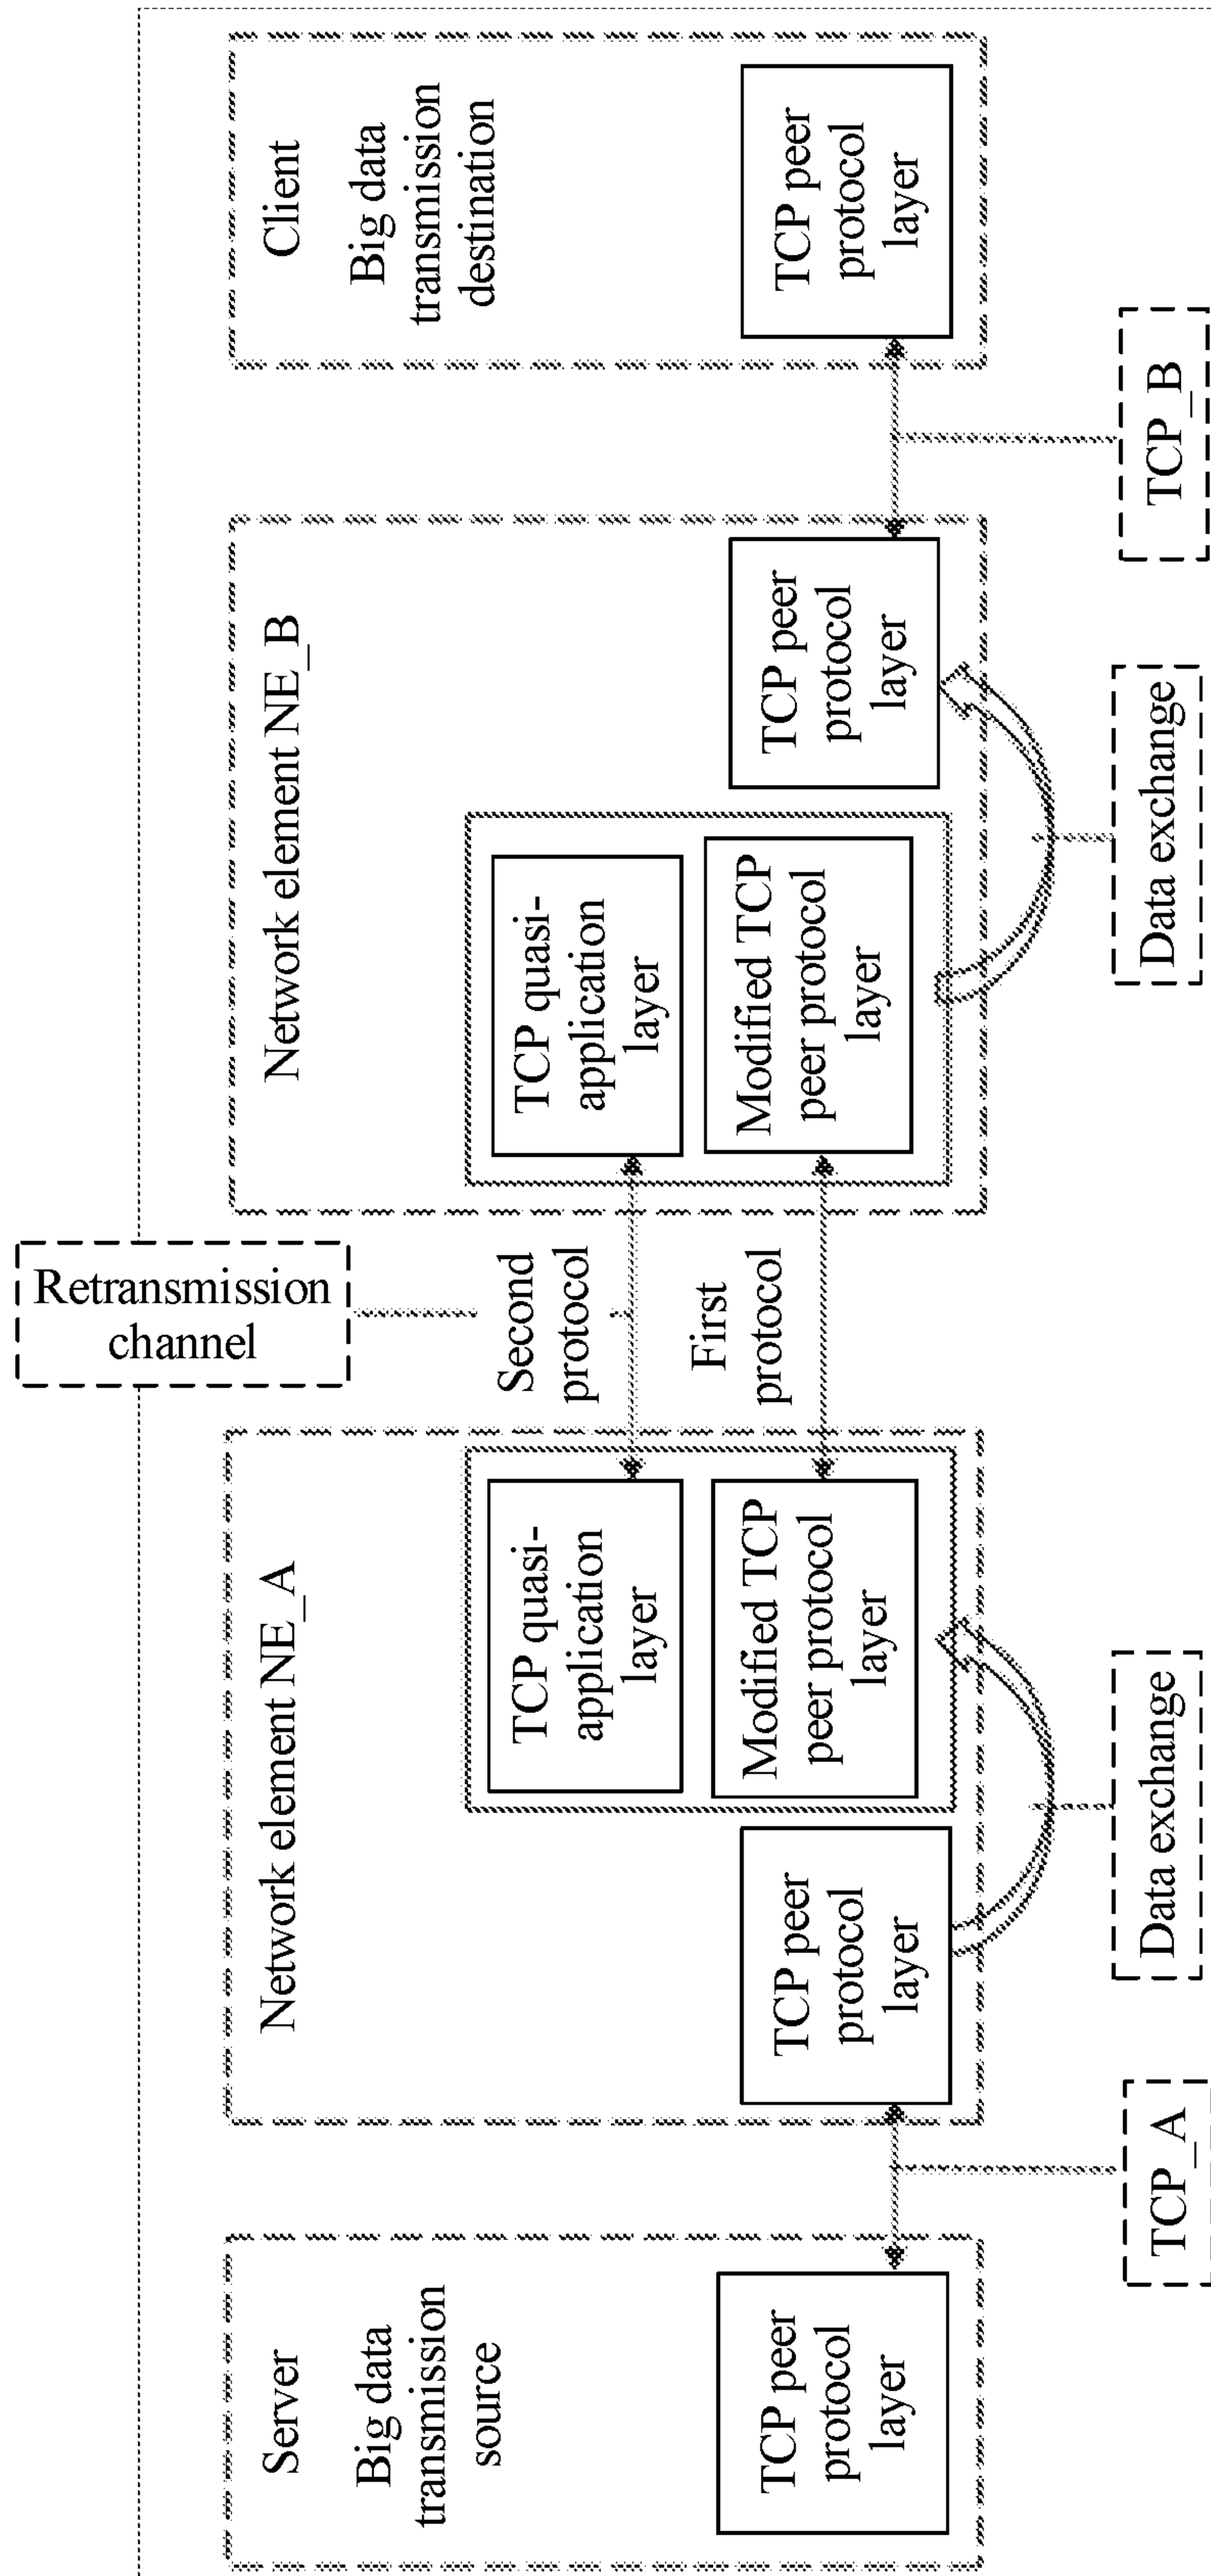 Retransmission
channel
Server
Big data
transmission
source
TCP peer
protocol
layer
Network element NE_A
TCP peer
protocol
layer
TCP quasi-
application
layer
Modified TCP
peer protocol
layer
Second
protocol
First
protocol
Network element NE_B
TCP quasi-
application
layer
Modified TCP
peer protocol
layer
TCP peer
protocol
layer
Client
Big data
transmission
destination
TCP peer
protocol
layer
TCP_A
Data exchange
Data exchange
TCP_B